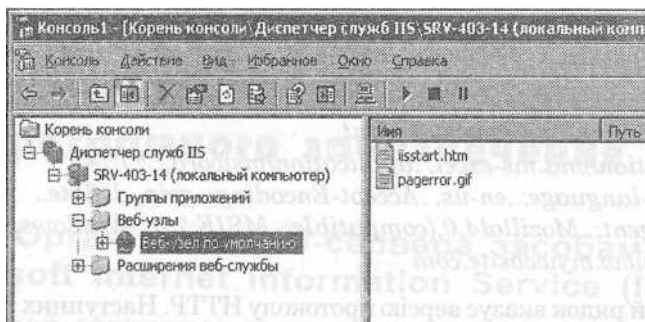 Консоль1 - [Корень консоли\Диспетчер служб IIS\SRV-403-14 (локальный комп
Консоль Действие Вид Избранное Окно Справка
Корень консоли
Диспетчер служб IIS
SRV-403-14 (локальный компьютер)
Группы приложений
Веб-узлы
Веб-узел по умолчанию
Расширения веб-службы
Имя
Путь
iisstart.htm
pagerror.gif